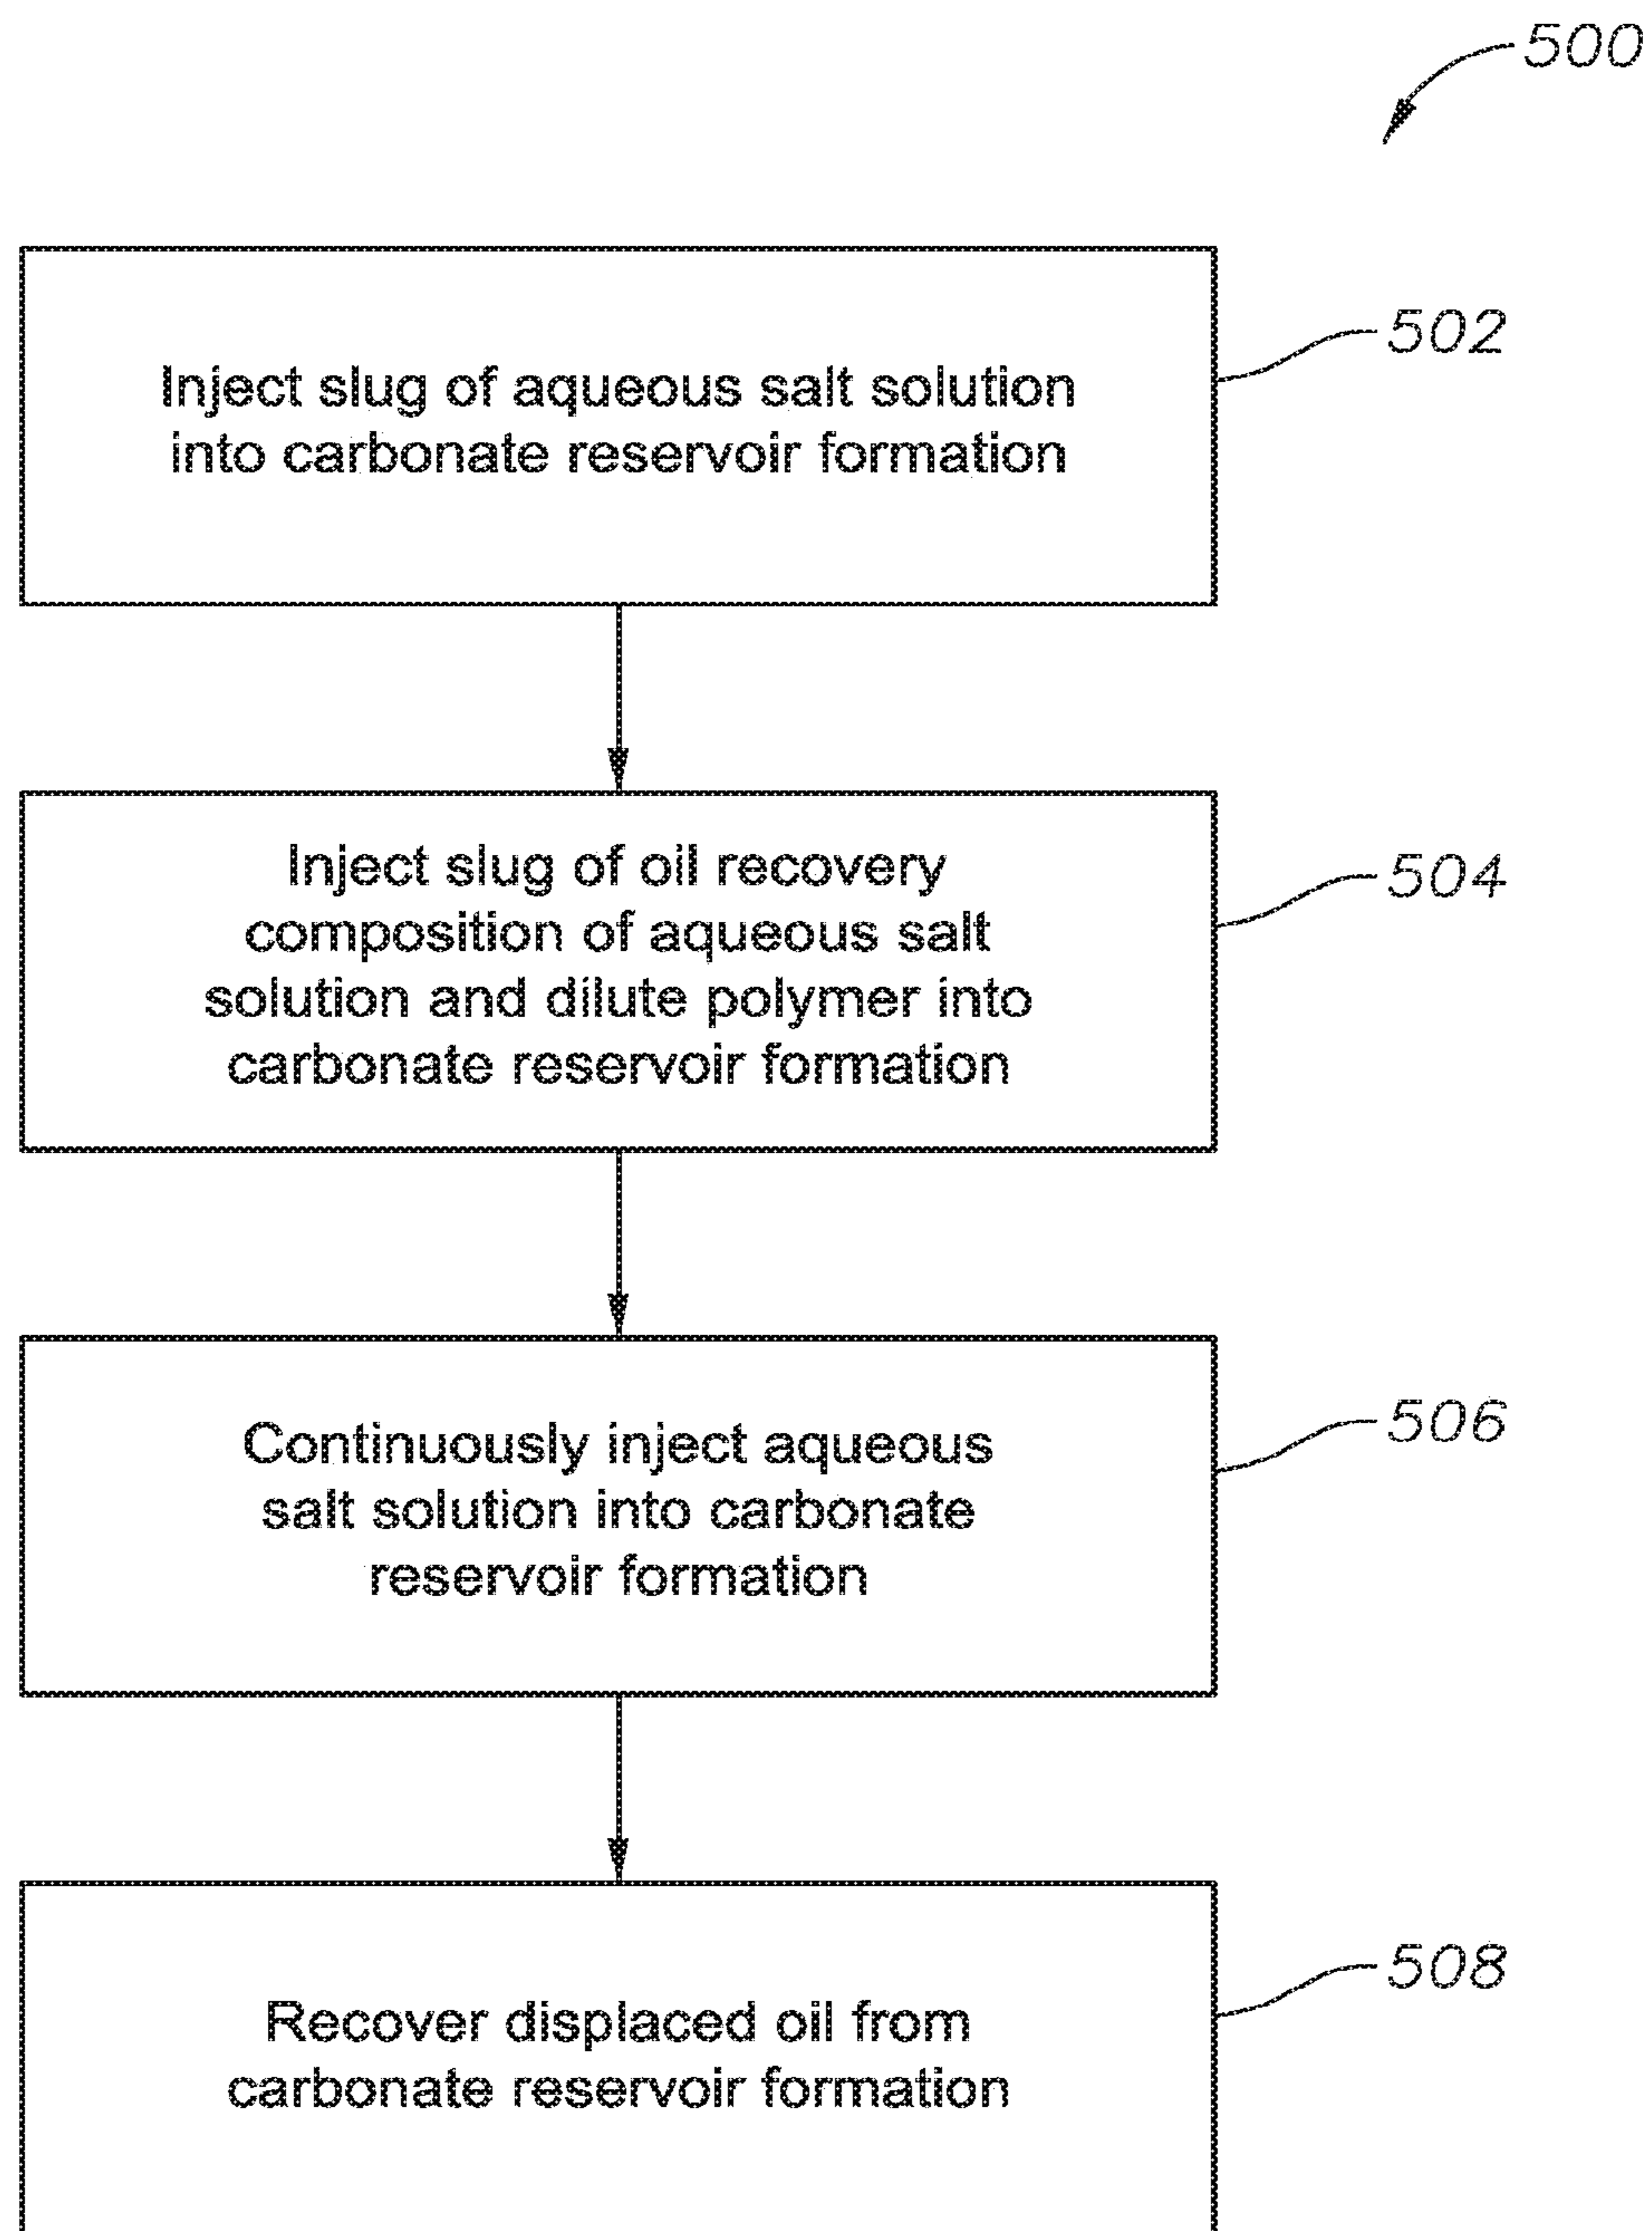 500
Inject slug of aqueous salt solution
into carbonate reservoir formation
502
Inject slug of oil recovery
composition of aqueous salt
solution and dilute polymer into
carbonate reservoir formation
504
Continuously inject aqueous
salt solution into carbonate
reservoir formation
506
Recover displaced oil from
carbonate reservoir formation
508